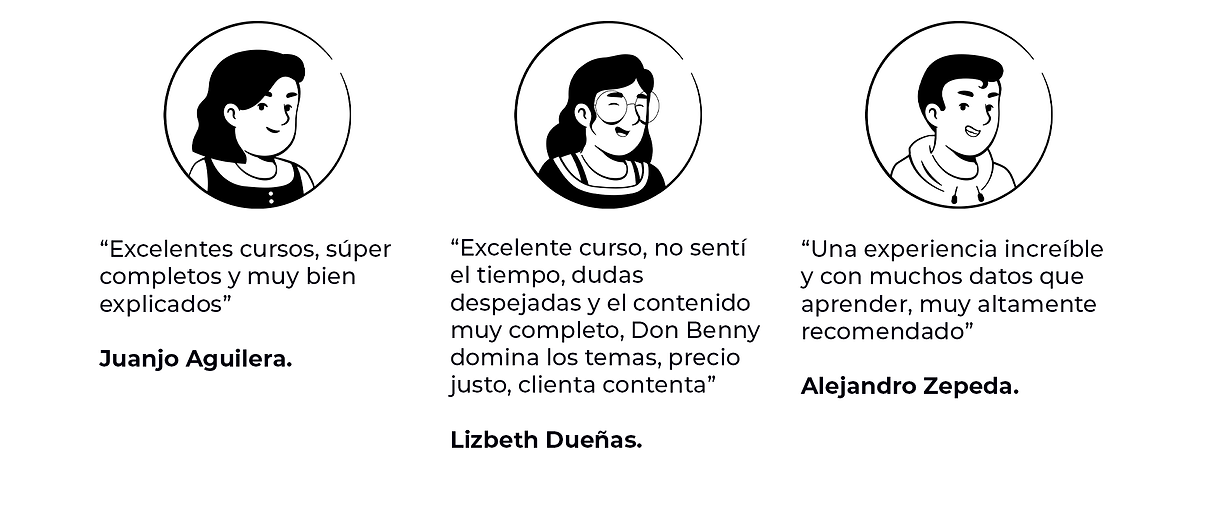 “Excelentes cursos, súper
completos y muy bien
explicados”
Juanjo Aguilera.
“Excelente curso, no sentí
el tiempo, dudas
despejadas y el contenido
muy completo, Don Benny
domina los temas, precio
justo, clienta contenta”
Lizbeth Dueñas.
“Una experiencia increíble
y con muchos datos que
aprender, muy altamente
recomendado”
Alejandro Zepeda.